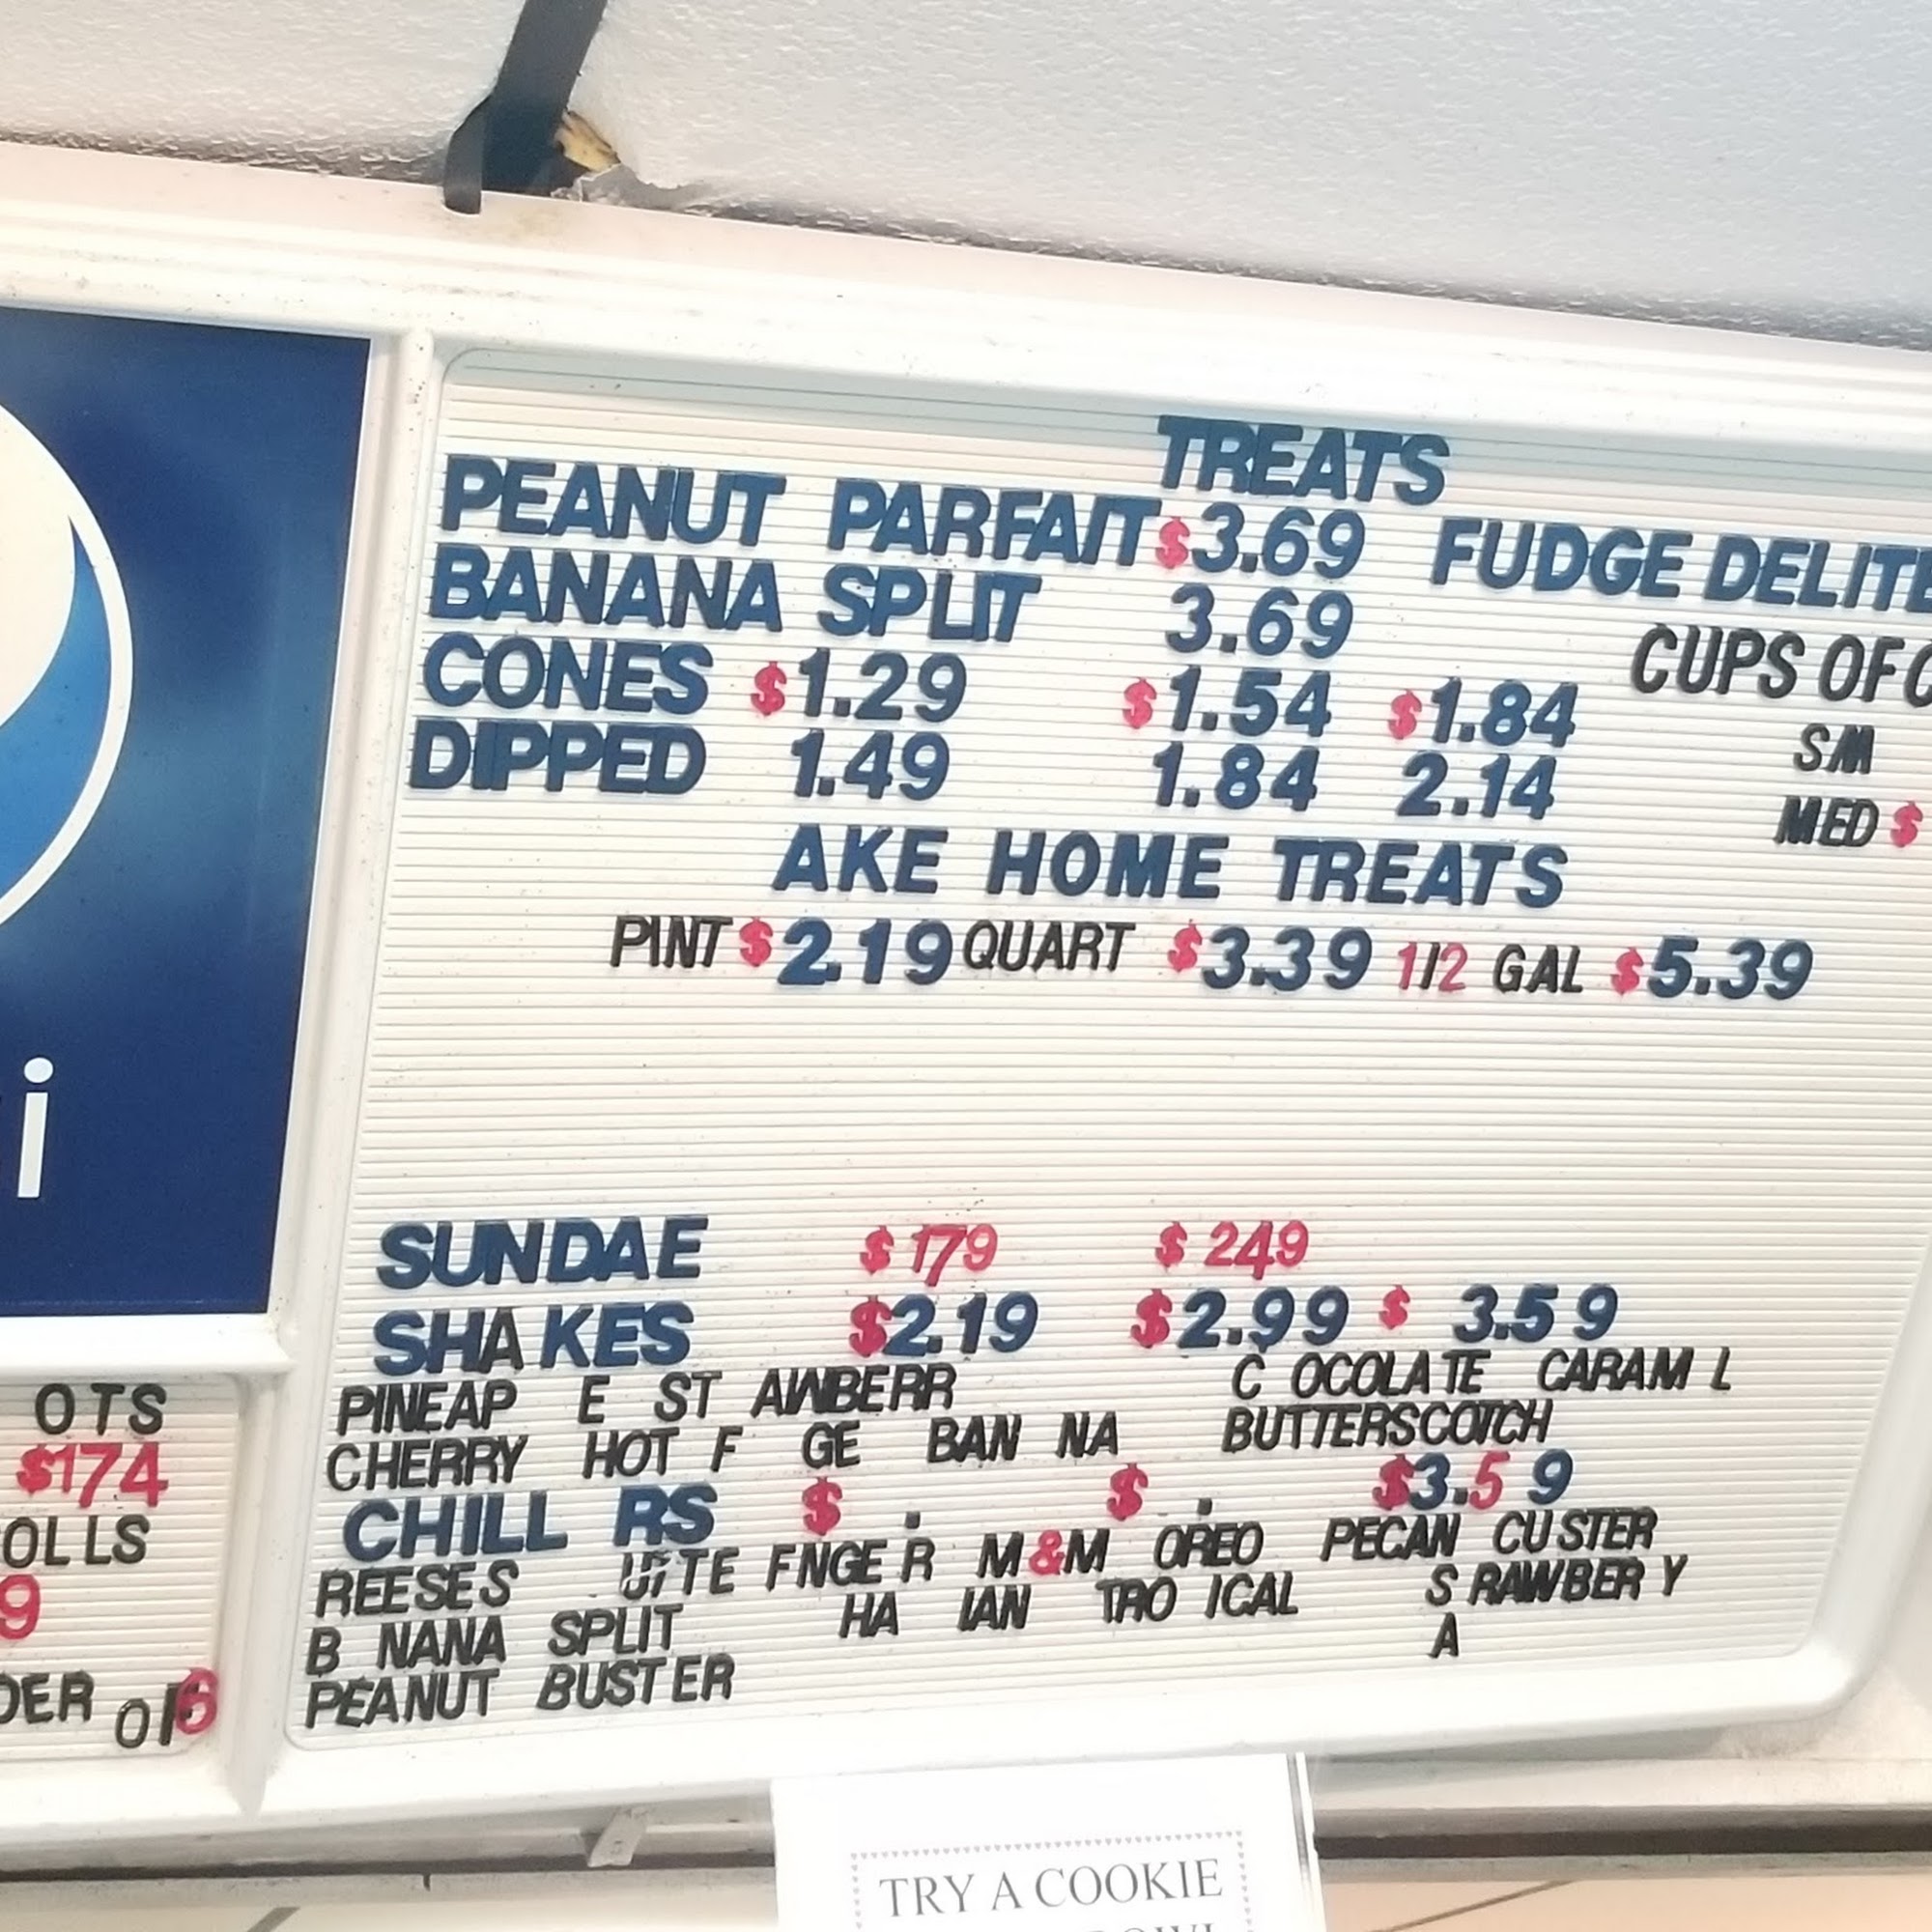 TREATS
PEANUT PARFAIT $3.69 FUDGE DELITE
BANANA SPLIT 3.69
CUPS OF
CONES $1.29 $1.54 $1.84
SM
DIPPED 1.49 1.84 2.14
MED $
AKE HOME TREATS
PINT $2.19 QUART $3.39 1/2 GAL $5.39
SUNDAE $179 $249
SHAKES $2.19 $2.99 $ 3.59
PINEAP E ST AWBERR C OCOLATE CARAM L
CHERRY HOT F GE BAN NA BUTTERSCOTCH
CHILL RS $ . $ . $3.59
REESES TE FNGER M&M OREO PECAN CUSTER
B NANA SPLIT HA IAN TRO ICAL S RAWBER Y
PEANUT BUSTER A
i
OTS
$174
OLLS
9
DER of 6
TRY A COOKIE